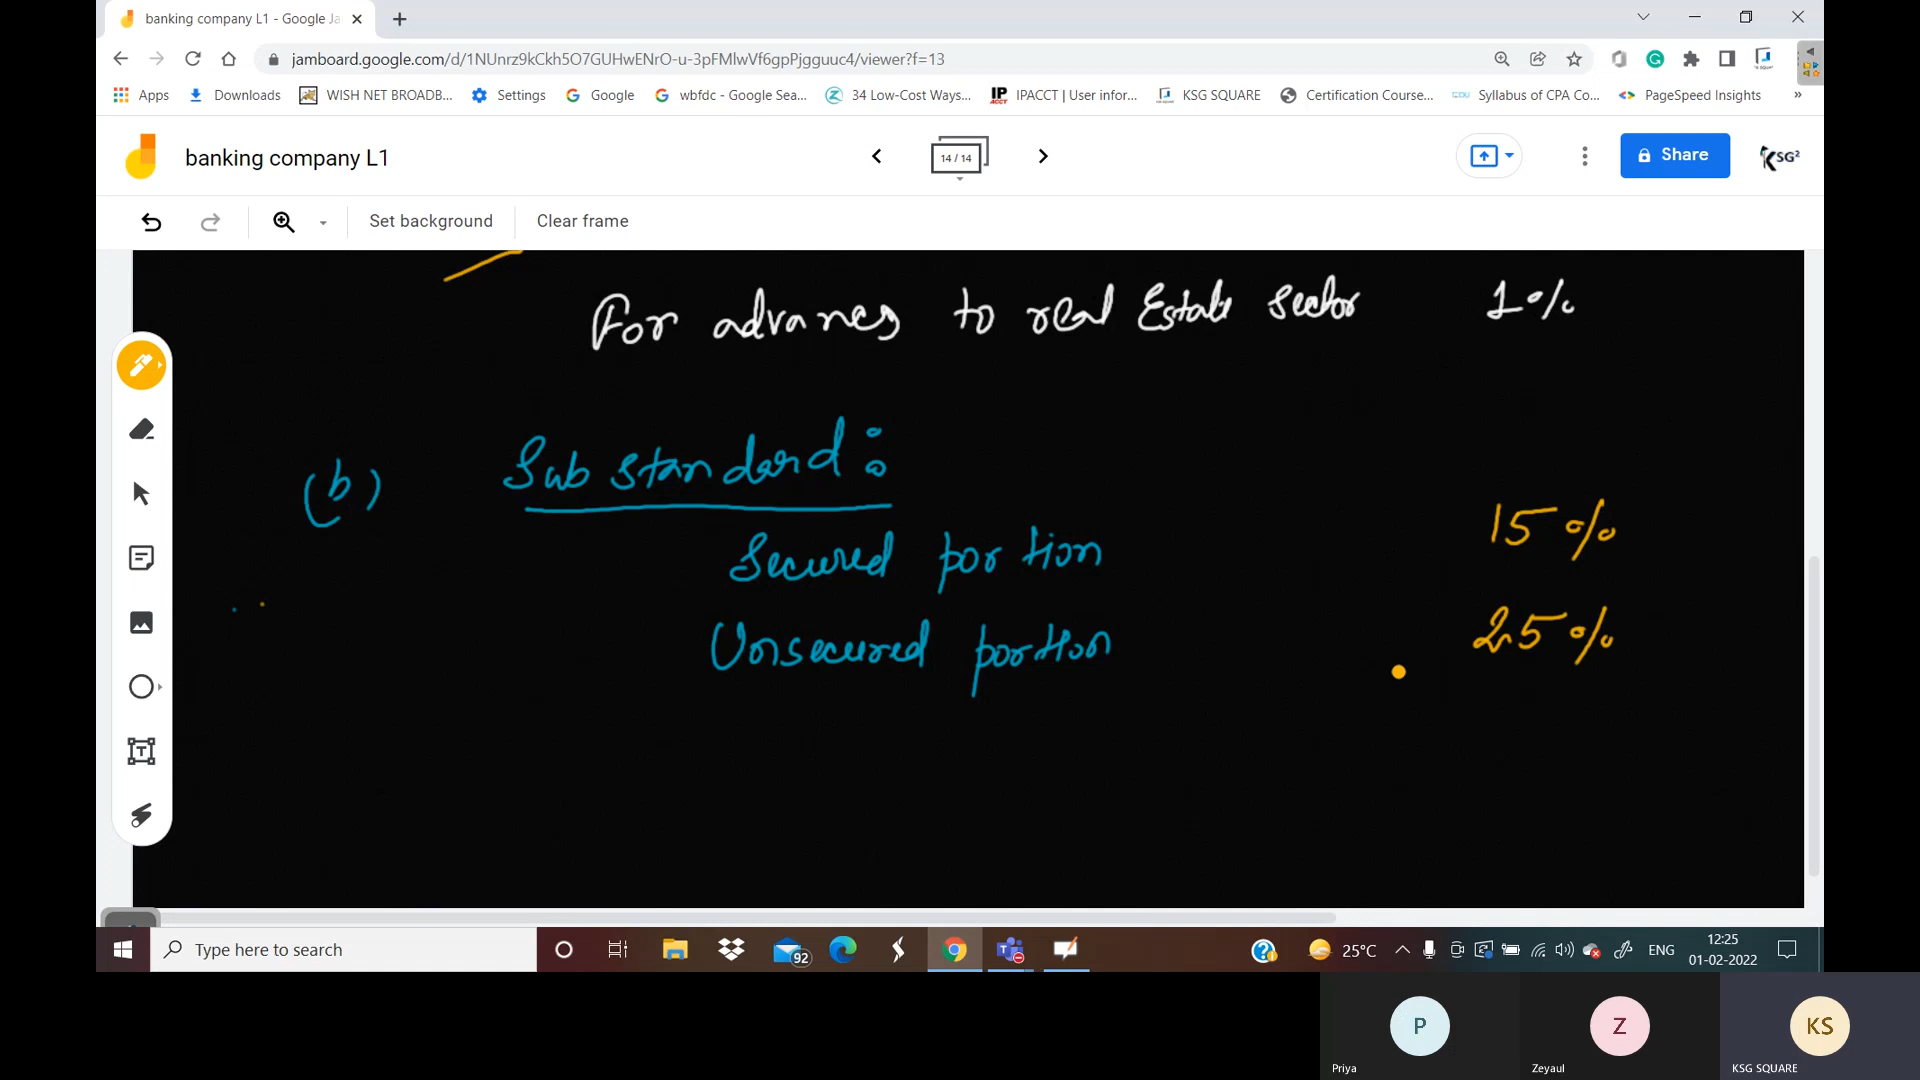 banking company L1 - Google Ja
jamboard.google.com/d/1NUnrz9kCkh5O7GUHwENrO-u-3pFMlwVf6gpPjgguuc4/viewer?f=13
Apps Downloads WISH NET BROADB... Settings Google wbfdc - Google Sea... 34 Low-Cost Ways... IPACCT | User infor... KSG SQUARE Certification Course... Syllabus of CPA Co... PageSpeed Insights »
banking company L1 14 / 14 Share KSG²
Set background Clear frame
For advances to real Estate Sector 1%
(b) Sub standard :
Secured portion 15%
Unsecured portion 25%
Type here to search 92 25°C ENG 12:25
01-02-2022
P Z KS
Priya Zeyaul KSG SQUARE